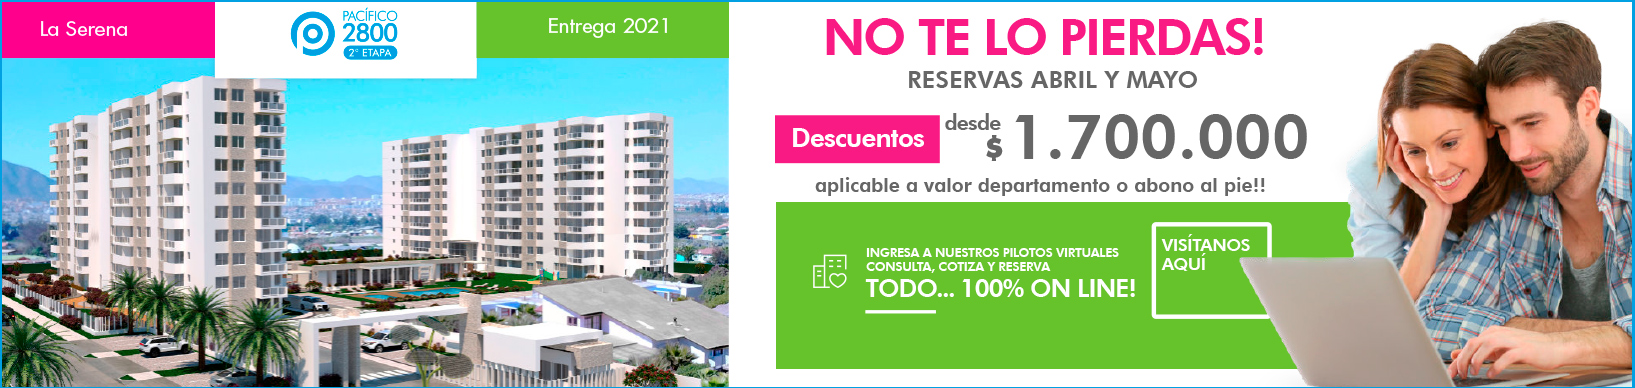 La Serena
PACÍFICO
2800
2° ETAPA
Entrega 2021
NO TE LO PIERDAS!
RESERVAS ABRIL Y MAYO
Descuentos desde $ 1.700.000
aplicable a valor departamento o abono al pie!!
INGRESA A NUESTROS PILOTOS VIRTUALES
CONSULTA, COTIZA Y RESERVA
TODO... 100% ON LINE!
VISÍTANOS
AQUÍ